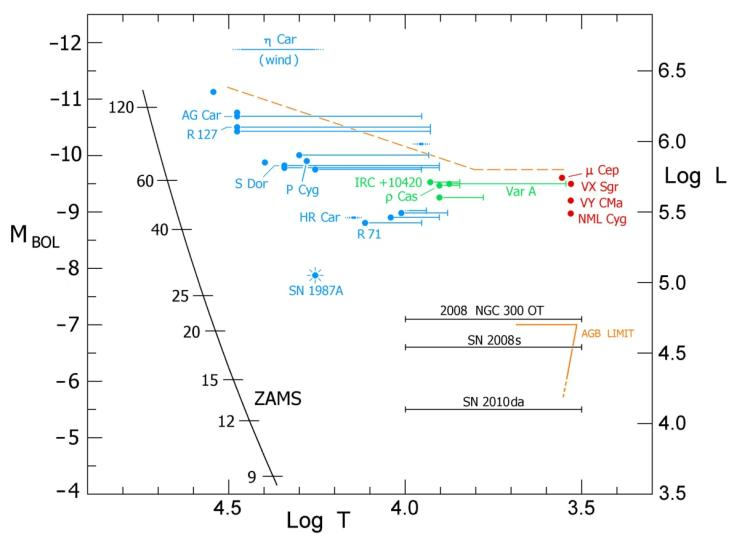 −12
−11
−10
−9
−8
−7
−6
−5
−4
M BOL
6.5
6.0
5.5
5.0
4.5
4.0
3.5
Log L
4.5
4.0
3.5
Log T
η Car
(wind)
120
60
40
25
20
15
12
9
ZAMS
AG Car
R 127
S Dor
P Cyg
HR Car
R 71
SN 1987A
IRC +10420
ρ Cas
Var A
μ Cep
VX Sgr
VY CMa
NML Cyg
2008 NGC 300 OT
AGB LIMIT
SN 2008s
SN 2010da